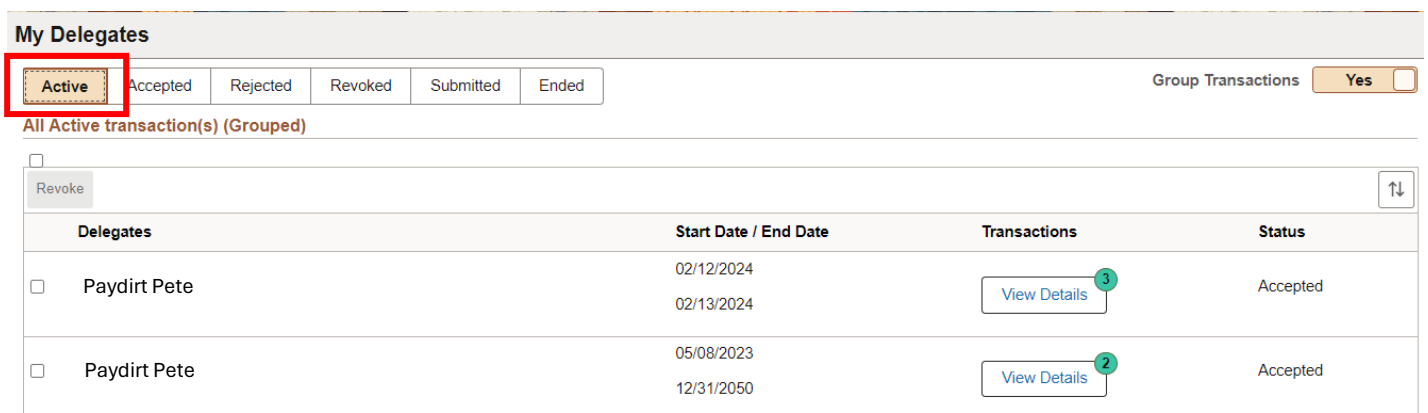 My Delegates
Active Accepted Rejected Revoked Submitted Ended Group Transactions Yes
All Active transaction(s) (Grouped)
Revoke
Delegates Start Date / End Date Transactions Status
02/12/2024
Paydirt Pete View Details 3 Accepted
02/13/2024
05/08/2023
Paydirt Pete View Details 2 Accepted
12/31/2050